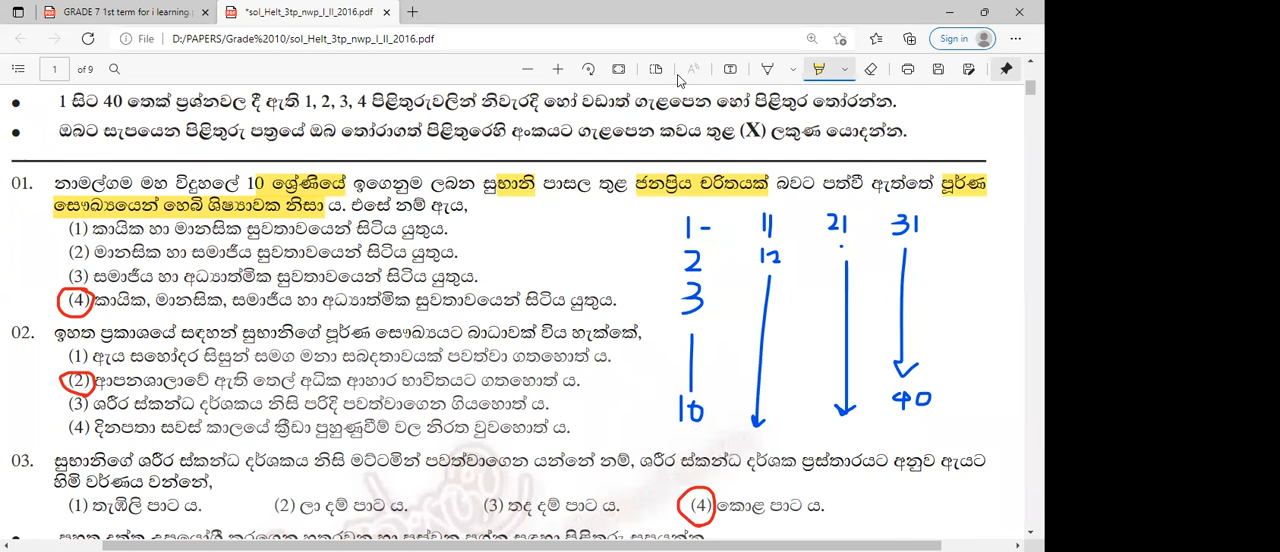 GRADE 7 1st term for i learning
*sol_Helt_3tp_nwp_I_II_2016.pdf
File D:/PAPERS/Grade%2010/sol_Helt_3tp_nwp_I_II_2016.pdf Sign in
1 of 9
• 1 සිට 40 තෙක් ප්‍රශ්නවල දී ඇති 1, 2, 3, 4 පිළිතුරුවලින් නිවැරදි හෝ වඩාත් ගැළපෙන හෝ පිළිතුර තෝරන්න.
• ඔබට සැපයෙන පිළිතුරු පත්‍රයේ ඔබ තෝරාගත් පිළිතුරෙහි අංකයට ගැළපෙන කවය තුළ (X) ලකුණ යොදන්න.
01. නාමල්ගම මහ විදුහලේ 10 ශ්‍රේණියේ ඉගෙනුම ලබන සුභානි පාසල තුළ ජනප්‍රිය චරිතයක් බවට පත්වී ඇත්තේ පූර්ණ
සෞඛ්‍යයෙන් හෙබි ශිෂ්‍යාවක නිසා ය. එසේ නම් ඇය,
(1) කායික හා මානසික සුවතාවයෙන් සිටිය යුතුය.
(2) මානසික හා සමාජීය සුවතාවයෙන් සිටිය යුතුය.
(3) සමාජීය හා අධ්‍යාත්මික සුවතාවයෙන් සිටිය යුතුය.
(4) කායික, මානසික, සමාජීය හා අධ්‍යාත්මික සුවතාවයෙන් සිටිය යුතුය.
1- 11 21 31
2 12
3
10 40
02. ඉහත ප්‍රකාශයේ සඳහන් සුභානිගේ පූර්ණ සෞඛ්‍යයට බාධාවක් විය හැක්කේ,
(1) ඇය සහෝදර සිසුන් සමග මනා සබදතාවයක් පවත්වා ගතහොත් ය.
(2) ආපනශාලාවේ ඇති තෙල් අධික ආහාර භාවිතයට ගතහොත් ය.
(3) ශරීර ස්කන්ධ දර්ශකය නිසි පරිදි පවත්වාගෙන ගියහොත් ය.
(4) දිනපතා සවස් කාලයේ ක්‍රීඩා පුහුණුවීම් වල නිරත වුවහොත් ය.
03. සුභානිගේ ශරීර ස්කන්ධ දර්ශකය නිසි මට්ටමින් පවත්වාගෙන යන්නේ නම්, ශරීර ස්කන්ධ දර්ශක ප්‍රස්තාරයට අනුව ඇයට
හිමි වර්ණය වන්නේ,
(1) තැඹිලි පාට ය. (2) ලා දම් පාට ය. (3) තද දම් පාට ය. (4) කොළ පාට ය.